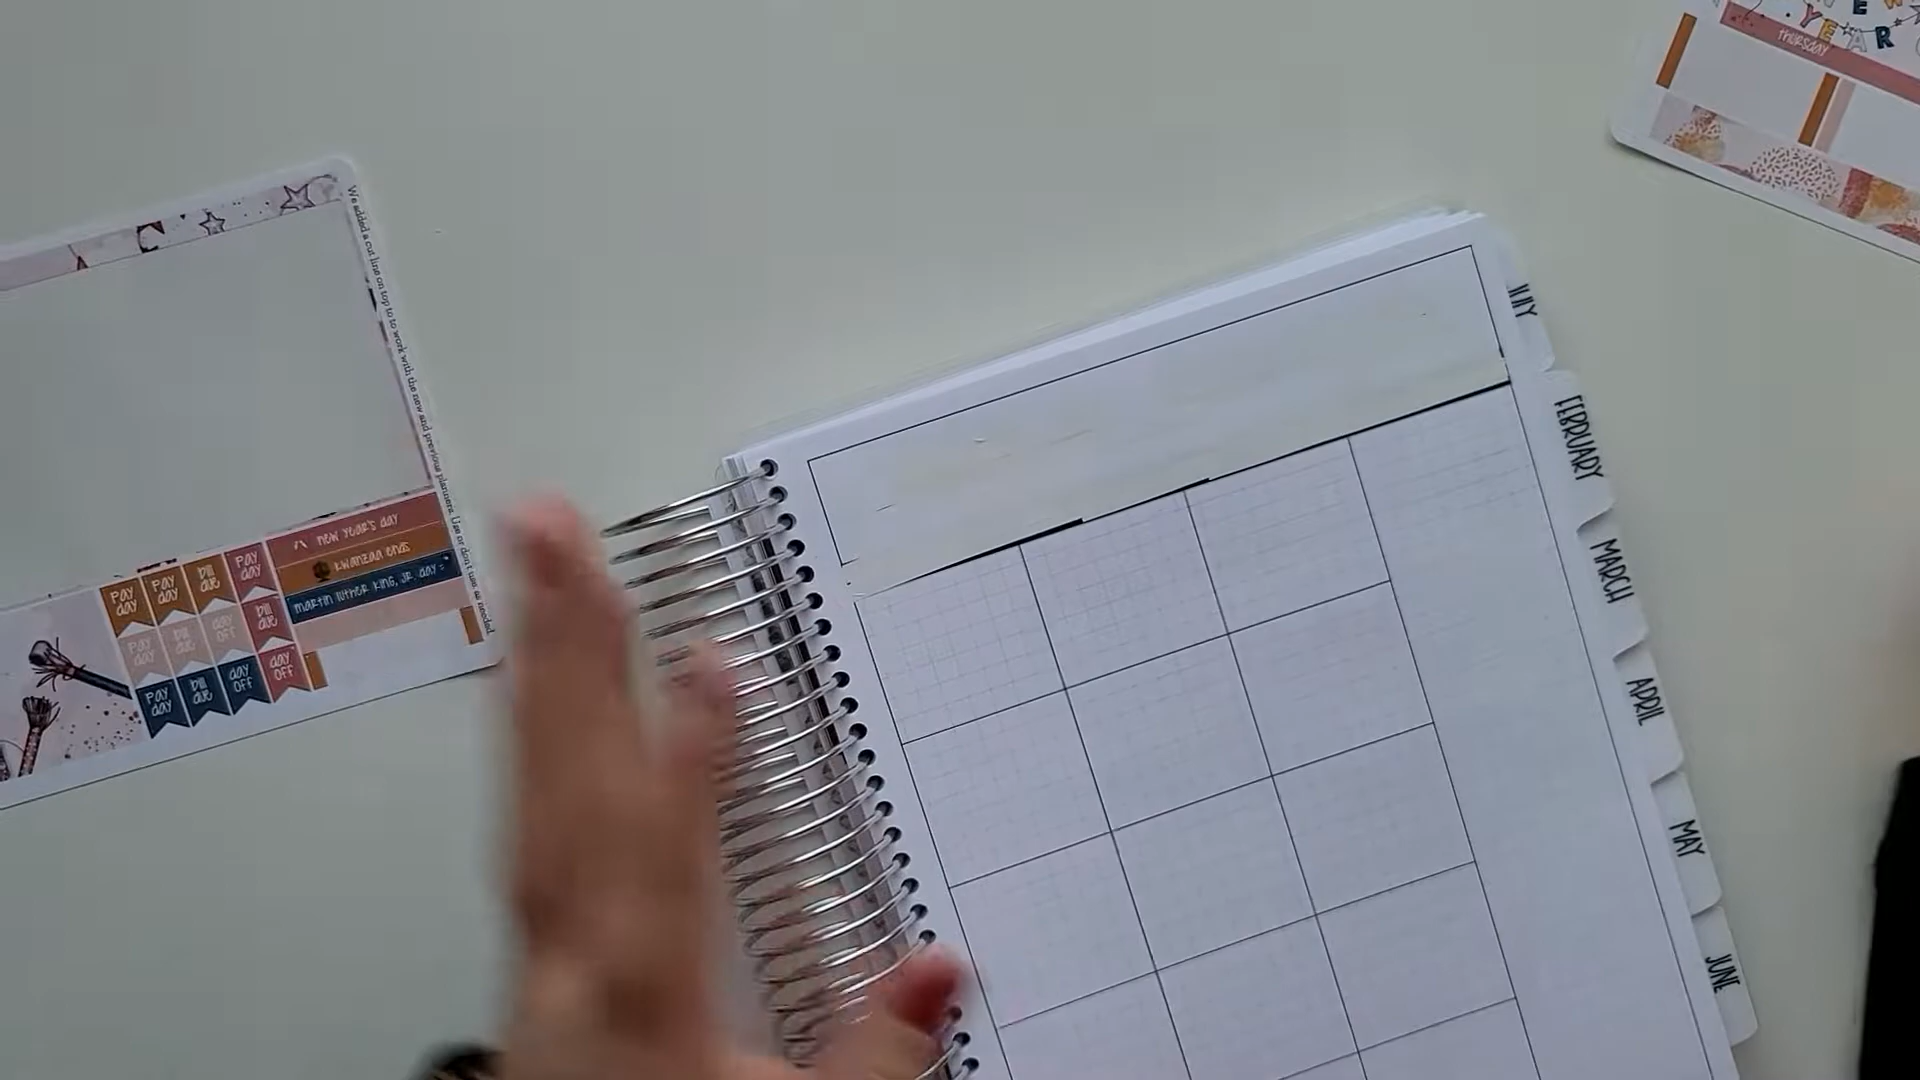 YEAR
thursday
We added a cut line on top to to work with the new and previous planners. Use or don't use as needed.
new year's day
kwanzaa ends
martin luther king, jr. day
PAY DAY
PAY DAY
bill due
PAY DAY
PAY DAY
bill due
day off
bill due
PAY DAY
bill due
day off
day off
JULY
FEBRUARY
MARCH
APRIL
MAY
JUNE